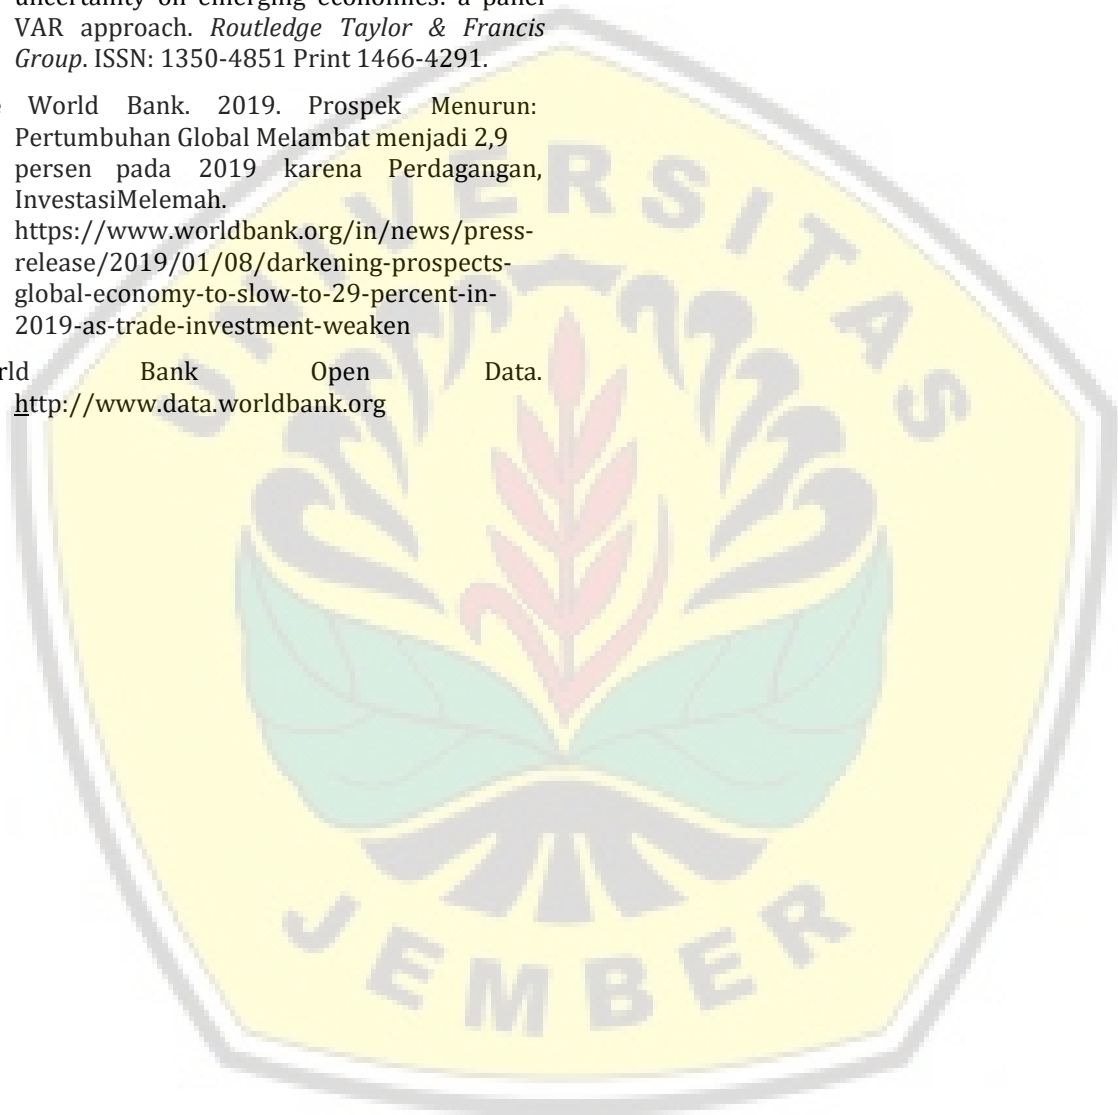 uncertainty on emerging economies: a panel
VAR approach. Routledge Taylor & Francis
Group. ISSN: 1350-4851 Print 1466-4291.
World Bank. 2019. Prospek Menurun:
Pertumbuhan Global Melambat menjadi 2,9
persen pada 2019 karena Perdagangan,
InvestasiMelemah.
https://www.worldbank.org/in/news/press-
release/2019/01/08/darkening-prospects-
global-economy-to-slow-to-29-percent-in-
2019-as-trade-investment-weaken
Bank Open Data.
http://www.data.worldbank.org
UNIVERSITAS
JEMBER